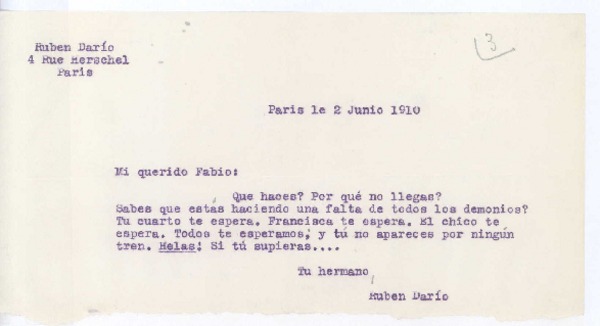 3
Ruben Darío
4 Rue Herschel
Paris
Paris le 2 Junio 1910
Mi querido Fabio:
Que haces? Por qué no llegas?
Sabes que estás haciendo una falta de todos los demonios?
Tu cuarto te espera. Francisca te espera. El chico te
espera. Todos te esperamos, y tú no apareces por ningún
tren. Helas! Si tú supieras....
Tu hermano,
Ruben Darío